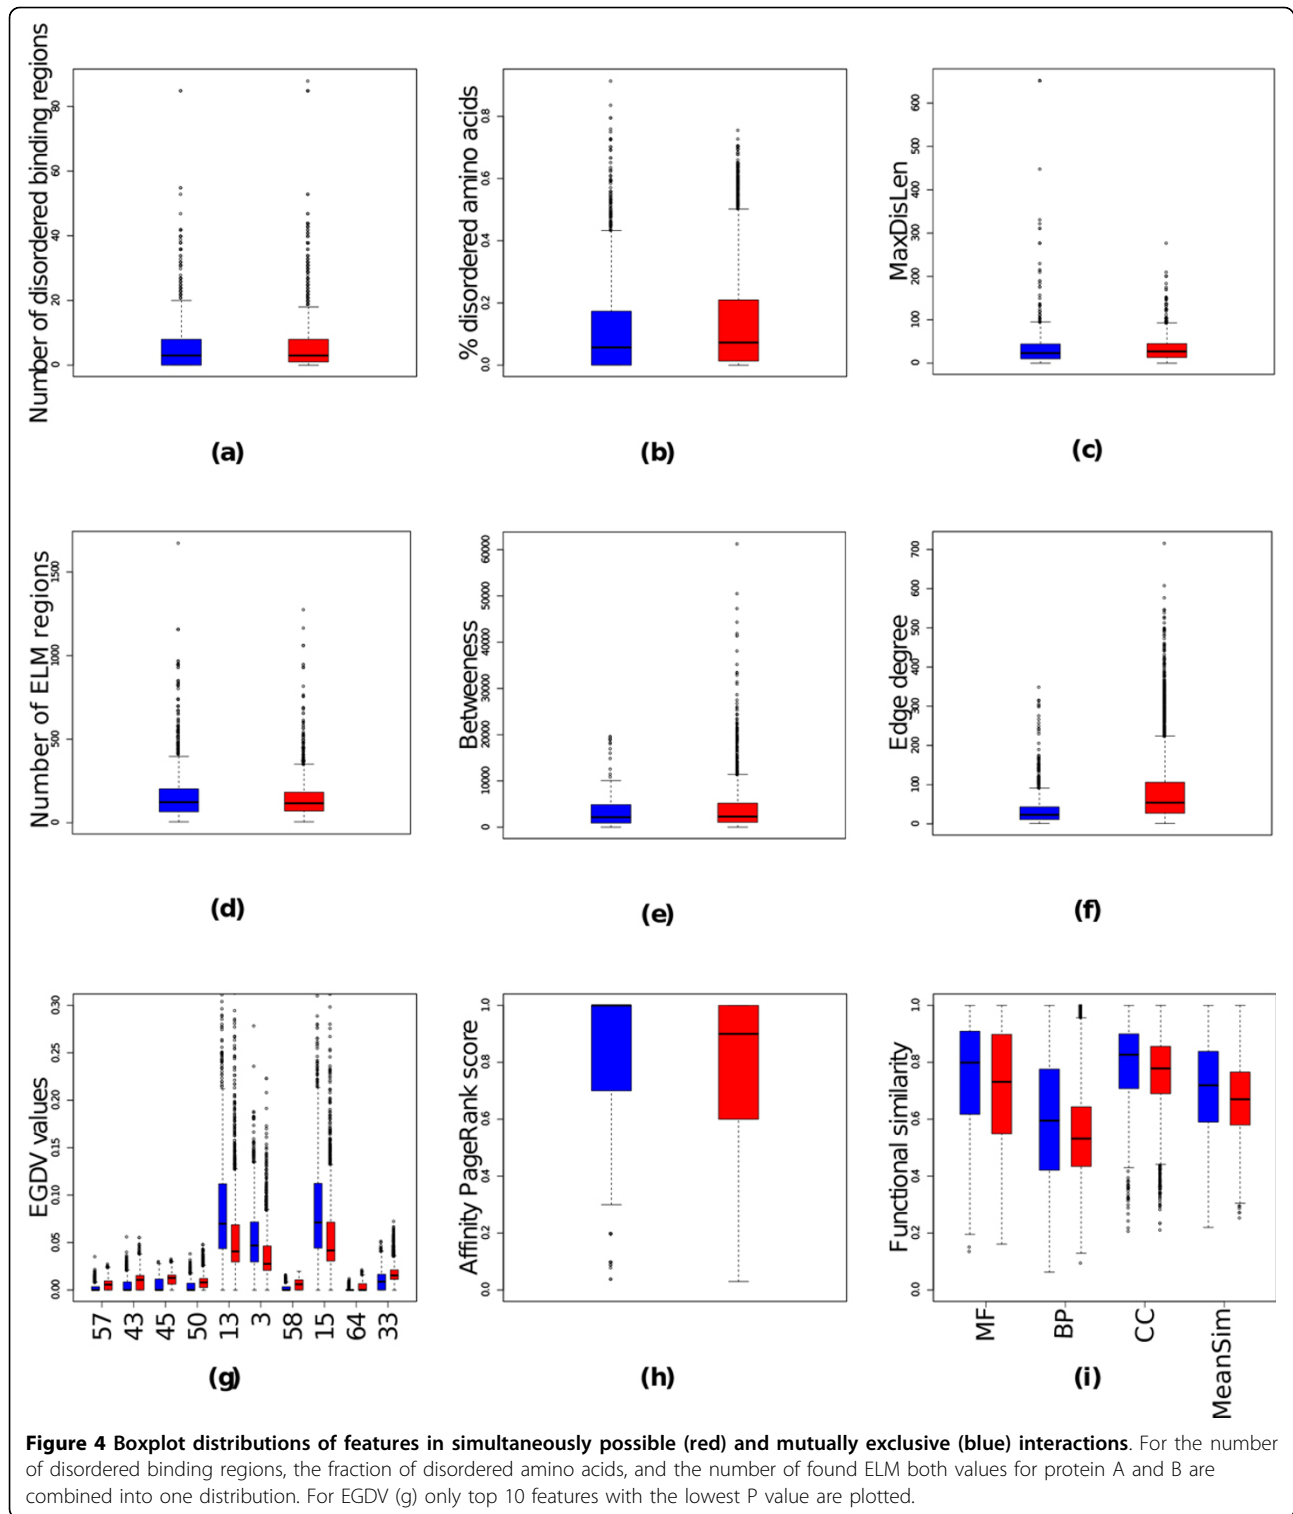 Number of disordered binding regions
0
20
40
60
80
(a)
% disordered amino acids
0.0
0.2
0.4
0.6
0.8
(b)
MaxDisLen
0
100
200
300
400
500
600
(c)
Number of ELM regions
0
500
1000
1500
(d)
Betweeness
0
10000
20000
30000
40000
50000
60000
(e)
Edge degree
0
100
200
300
400
500
600
700
(f)
EGDV values
0.00
0.05
0.10
0.15
0.20
0.25
0.30
57
43
45
50
13
3
58
15
64
33
(g)
Affinity PageRank score
0.0
0.2
0.4
0.6
0.8
1.0
(h)
Functional similarity
0.0
0.2
0.4
0.6
0.8
1.0
MF
BP
CC
MeanSim
(i)
Figure 4 Boxplot distributions of features in simultaneously possible (red) and mutually exclusive (blue) interactions. For the number
of disordered binding regions, the fraction of disordered amino acids, and the number of found ELM both values for protein A and B are
combined into one distribution. For EGDV (g) only top 10 features with the lowest P value are plotted.